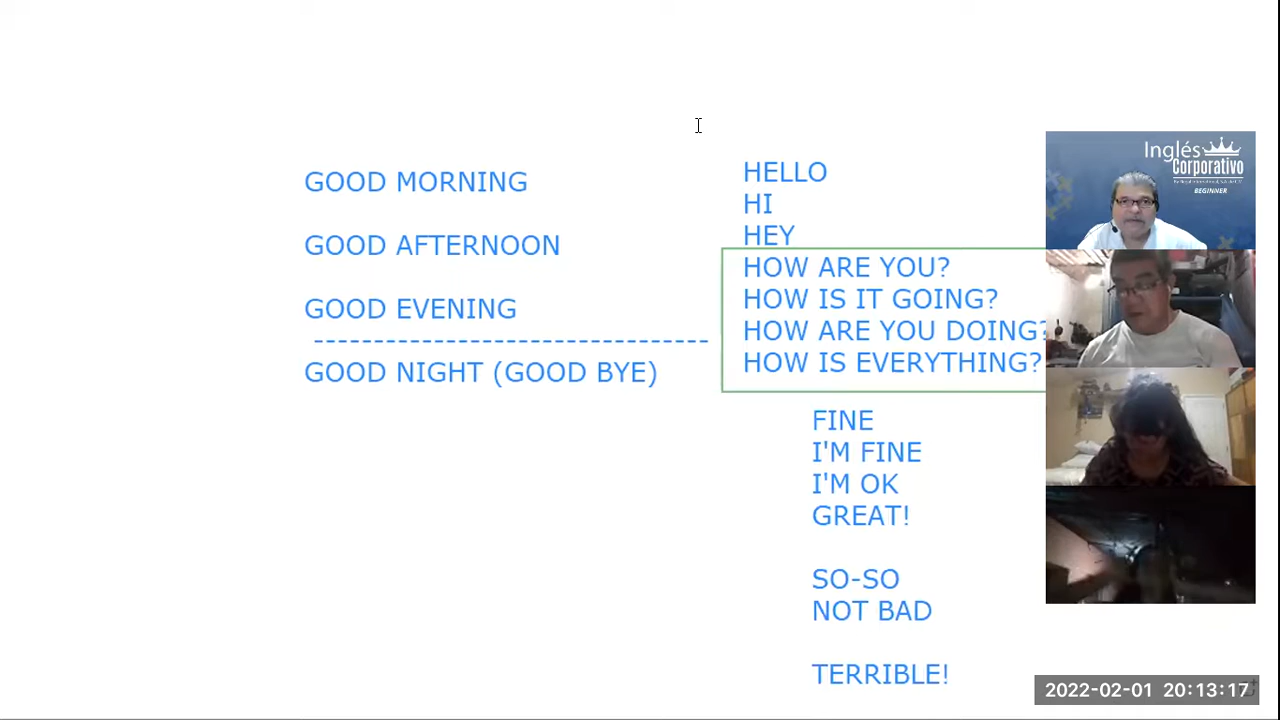 GOOD MORNING
GOOD AFTERNOON
GOOD EVENING
---------------------------------
GOOD NIGHT (GOOD BYE)
HELLO
HI
HEY
HOW ARE YOU?
HOW IS IT GOING?
HOW ARE YOU DOING?
HOW IS EVERYTHING?
FINE
I'M FINE
I'M OK
GREAT!
SO-SO
NOT BAD
TERRIBLE!
Inglés
Corporativo
BEGINNER
2022-02-01 20:13:17